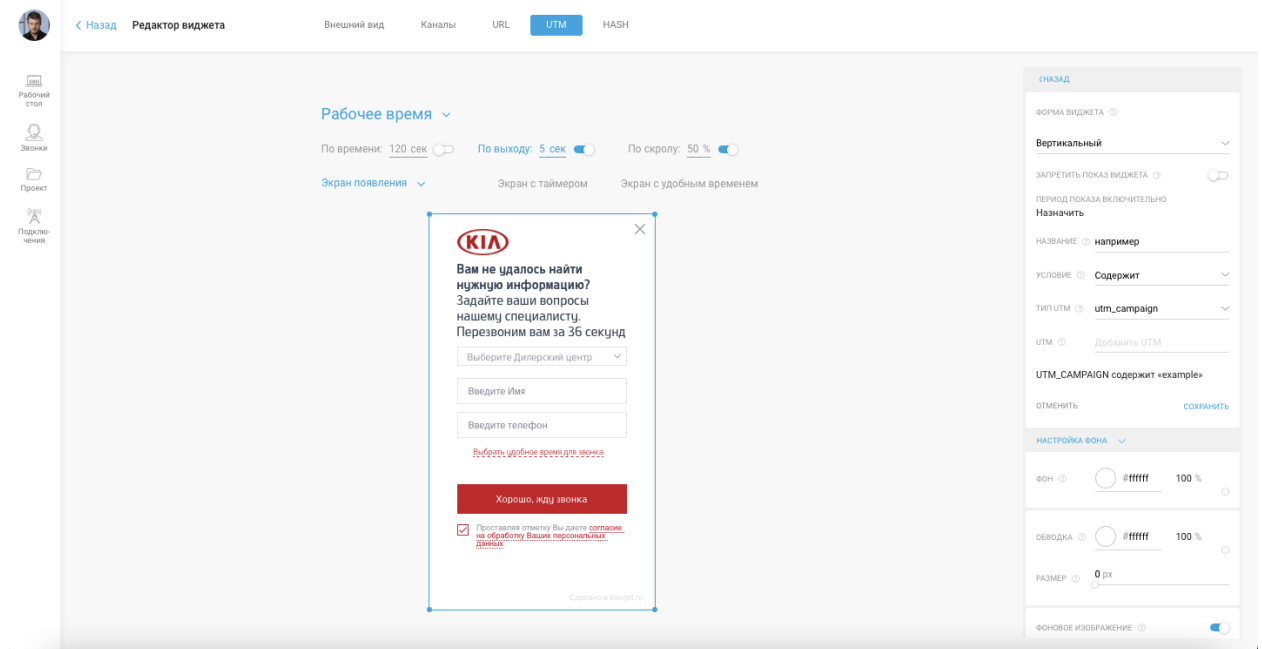 Назад Редактор виджета Внешний вид Каналы URL UTM HASH
Рабочий
стол
Звонки
Проект
Подклю-
чения
Рабочее время
По времени: 120 сек По выходу: 5 сек По скролу: 50 %
Экран появления Экран с таймером Экран с удобным временем
KIA
Вам не удалось найти
нужную информацию?
Задайте ваши вопросы
нашему специалисту.
Перезвоним вам за 36 секунд
Выберите Дилерский центр
Введите Имя
Введите телефон
Выбрать удобное время для звонка
Хорошо, жду звонка
Проставляя отметку Вы даете согласие
на обработку Ваших персональных
данных
Сделано в konget.ru
НАЗАД
ФОРМА ВИДЖЕТА ?
Вертикальный
ЗАПРЕТИТЬ ПОКАЗ ВИДЖЕТА ?
ПЕРИОД ПОКАЗА ВКЛЮЧИТЕЛЬНО
Назначить
НАЗВАНИЕ ? например
УСЛОВИЕ ? Содержит
ТИП UTM ? utm_campaign
UTM ? Добавить UTM
UTM_CAMPAIGN содержит «example»
ОТМЕНИТЬ СОХРАНИТЬ
НАСТРОЙКА ФОНА
ФОН ? #ffffff 100 %
ОБВОДКА ? #ffffff 100 %
РАЗМЕР ? 0 px
ФОНОВОЕ ИЗОБРАЖЕНИЕ ?